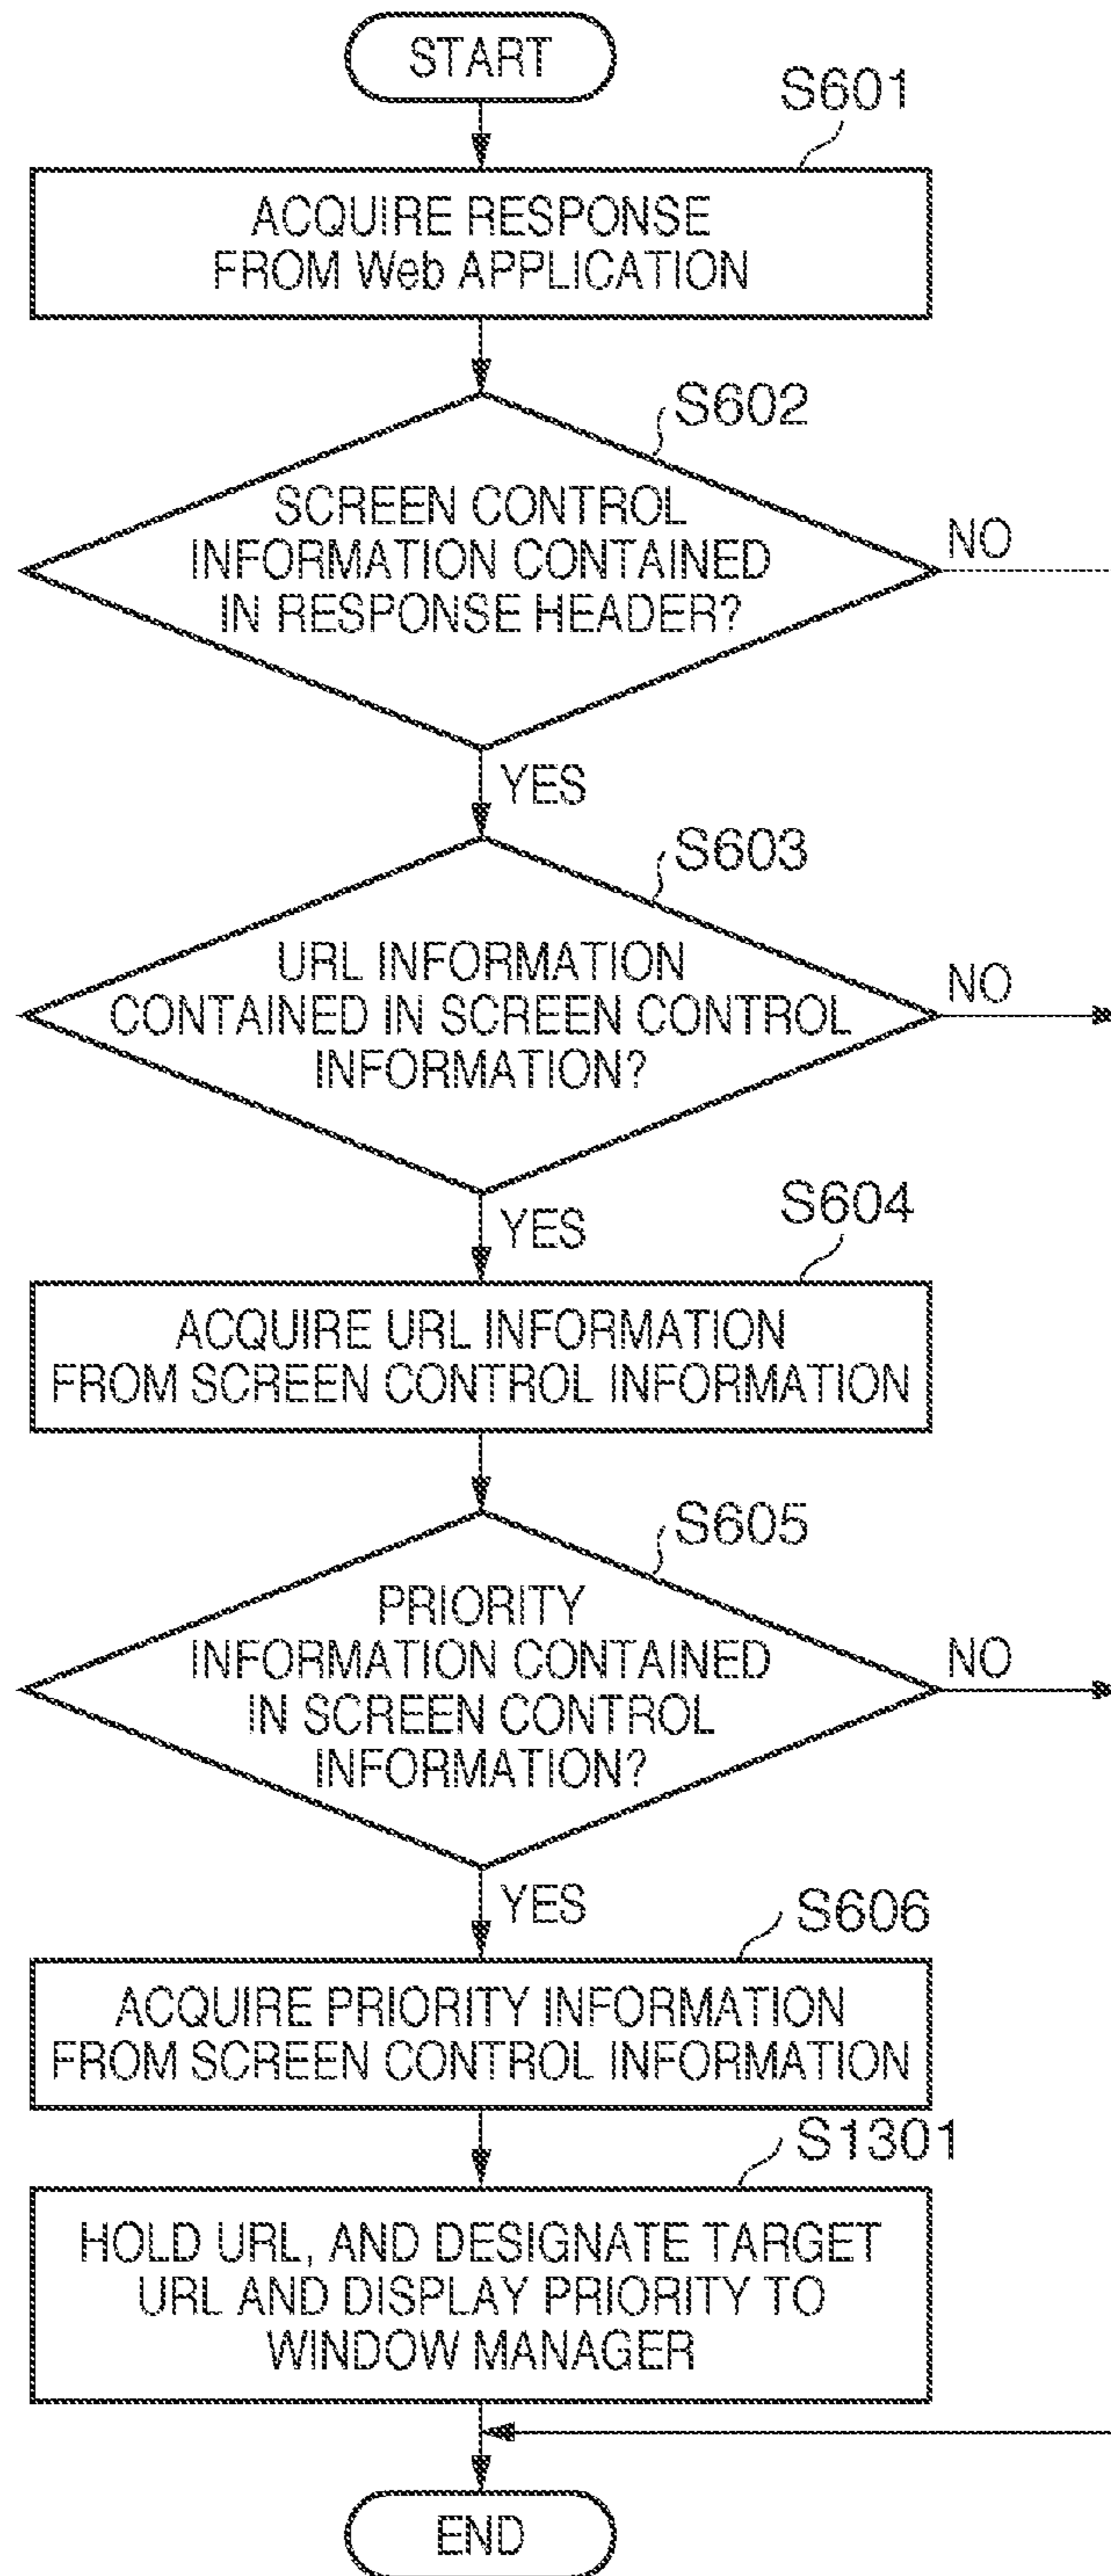 START
S601
ACQUIRE RESPONSE
FROM Web APPLICATION
S602
SCREEN CONTROL
INFORMATION CONTAINED
IN RESPONSE HEADER?
NO
YES
S603
URL INFORMATION
CONTAINED IN SCREEN CONTROL
INFORMATION?
NO
YES
S604
ACQUIRE URL INFORMATION
FROM SCREEN CONTROL INFORMATION
S605
PRIORITY
INFORMATION CONTAINED
IN SCREEN CONTROL
INFORMATION?
NO
YES
S606
ACQUIRE PRIORITY INFORMATION
FROM SCREEN CONTROL INFORMATION
S1301
HOLD URL, AND DESIGNATE TARGET
URL AND DISPLAY PRIORITY TO
WINDOW MANAGER
END